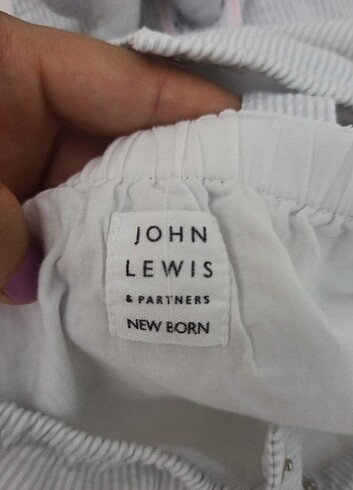 JOHN
LEWIS
& PARTNERS
NEW BORN